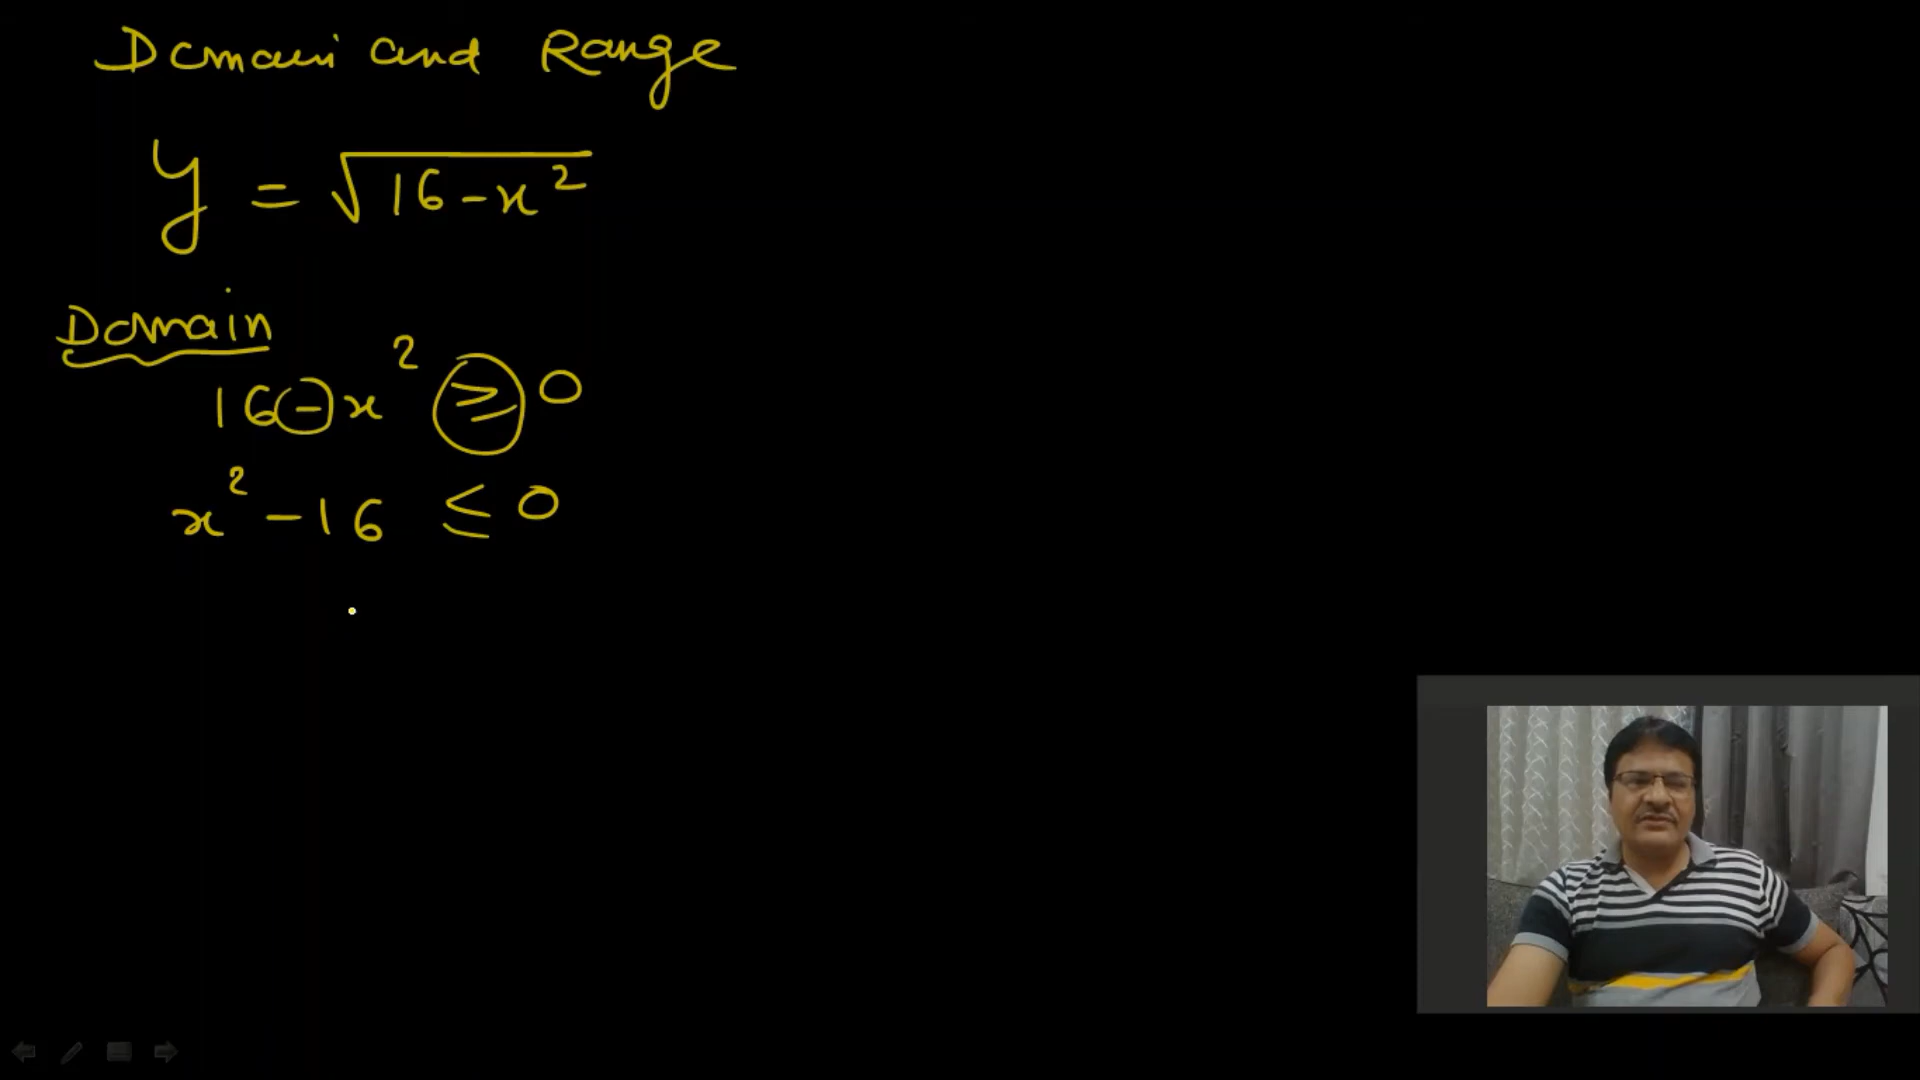 Domain and Range
y = √16-x²
Domain
16-x² ≥ 0
x² - 16 ≤ 0